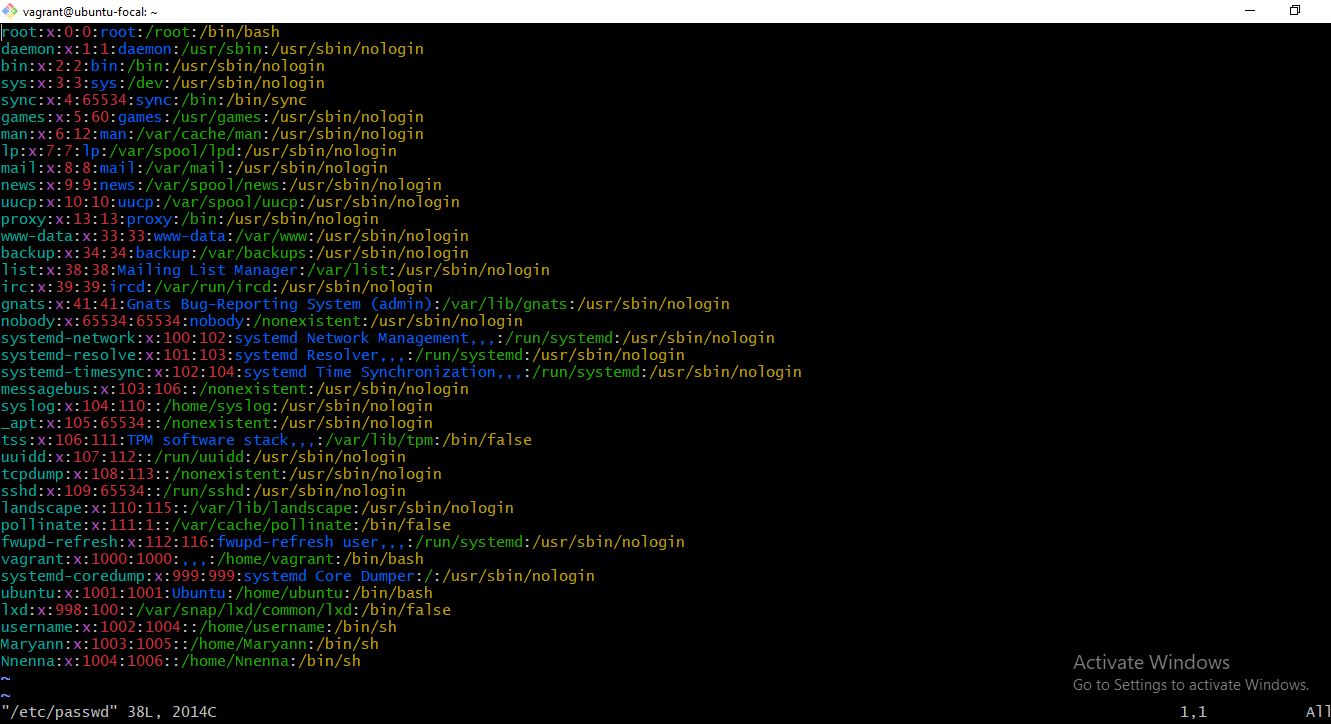 vagrant@ubuntu-focal: ~
root:x:0:0:root:/root:/bin/bash
daemon:x:1:1:daemon:/usr/sbin:/usr/sbin/nologin
bin:x:2:2:bin:/bin:/usr/sbin/nologin
sys:x:3:3:sys:/dev:/usr/sbin/nologin
sync:x:4:65534:sync:/bin:/bin/sync
games:x:5:60:games:/usr/games:/usr/sbin/nologin
man:x:6:12:man:/var/cache/man:/usr/sbin/nologin
lp:x:7:7:lp:/var/spool/lpd:/usr/sbin/nologin
mail:x:8:8:mail:/var/mail:/usr/sbin/nologin
news:x:9:9:news:/var/spool/news:/usr/sbin/nologin
uucp:x:10:10:uucp:/var/spool/uucp:/usr/sbin/nologin
proxy:x:13:13:proxy:/bin:/usr/sbin/nologin
www-data:x:33:33:www-data:/var/www:/usr/sbin/nologin
backup:x:34:34:backup:/var/backups:/usr/sbin/nologin
list:x:38:38:Mailing List Manager:/var/list:/usr/sbin/nologin
irc:x:39:39:ircd:/var/run/ircd:/usr/sbin/nologin
gnats:x:41:41:Gnats Bug-Reporting System (admin):/var/lib/gnats:/usr/sbin/nologin
nobody:x:65534:65534:nobody:/nonexistent:/usr/sbin/nologin
systemd-network:x:100:102:systemd Network Management,,,:/run/systemd:/usr/sbin/nologin
systemd-resolve:x:101:103:systemd Resolver,,,:/run/systemd:/usr/sbin/nologin
systemd-timesync:x:102:104:systemd Time Synchronization,,,:/run/systemd:/usr/sbin/nologin
messagebus:x:103:106::/nonexistent:/usr/sbin/nologin
syslog:x:104:110::/home/syslog:/usr/sbin/nologin
_apt:x:105:65534::/nonexistent:/usr/sbin/nologin
tss:x:106:111:TPM software stack,,,:/var/lib/tpm:/bin/false
uuidd:x:107:112::/run/uuidd:/usr/sbin/nologin
tcpdump:x:108:113::/nonexistent:/usr/sbin/nologin
sshd:x:109:65534::/run/sshd:/usr/sbin/nologin
landscape:x:110:115::/var/lib/landscape:/usr/sbin/nologin
pollinate:x:111:1::/var/cache/pollinate:/bin/false
fwupd-refresh:x:112:116:fwupd-refresh user,,,:/run/systemd:/usr/sbin/nologin
vagrant:x:1000:1000:,,,:/home/vagrant:/bin/bash
systemd-coredump:x:999:999:systemd Core Dumper:/:/usr/sbin/nologin
ubuntu:x:1001:1001:Ubuntu:/home/ubuntu:/bin/bash
lxd:x:998:100::/var/snap/lxd/common/lxd:/bin/false
username:x:1002:1004::/home/username:/bin/sh
Maryann:x:1003:1005::/home/Maryann:/bin/sh
Nnenna:x:1004:1006::/home/Nnenna:/bin/sh
~
~
"/etc/passwd" 38L, 2014C 1,1 All
Activate Windows
Go to Settings to activate Windows.